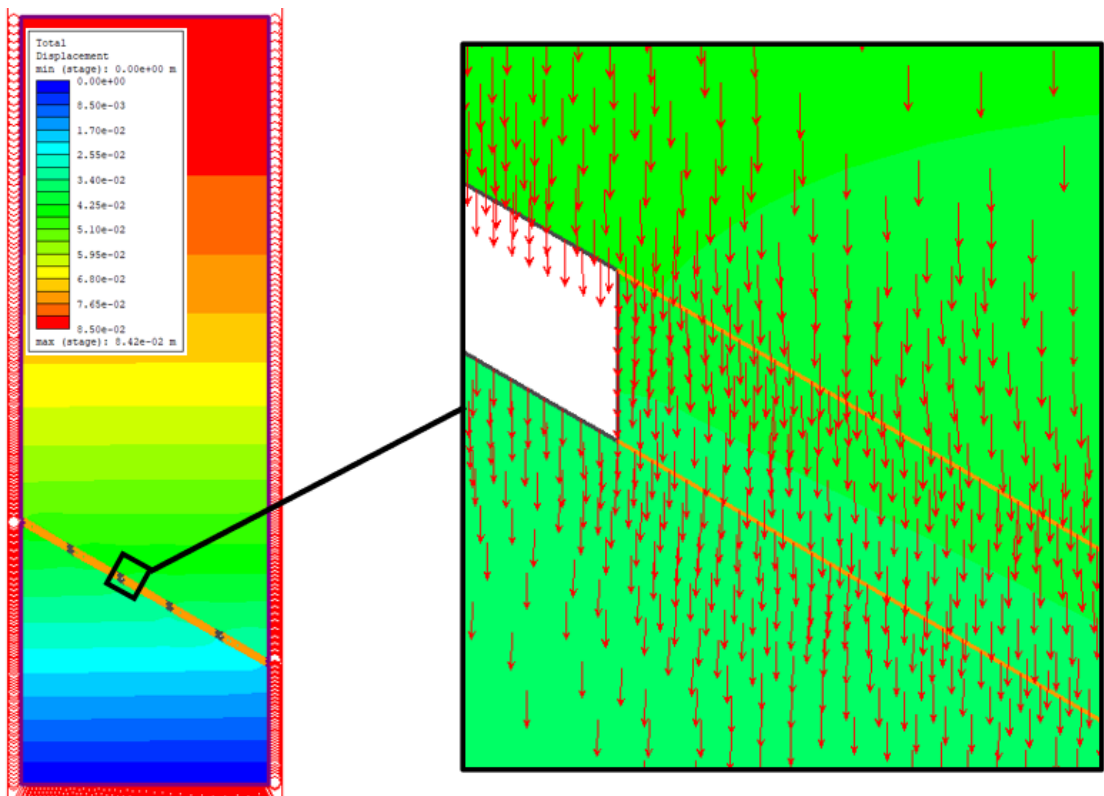 Total
Displacement
min (stage): 0.00e+00 m
0.00e+00
8.50e-03
1.70e-02
2.55e-02
3.40e-02
4.25e-02
5.10e-02
5.95e-02
6.80e-02
7.65e-02
8.50e-02
max (stage): 8.42e-02 m